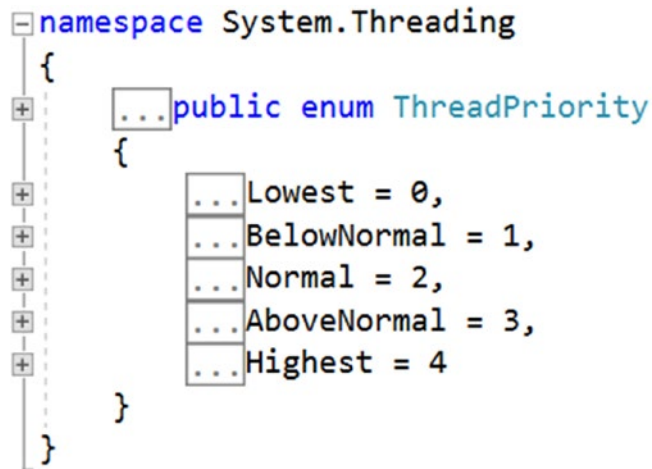 namespace System.Threading
{
...public enum ThreadPriority
{
...Lowest = 0,
...BelowNormal = 1,
...Normal = 2,
...AboveNormal = 3,
...Highest = 4
}
}